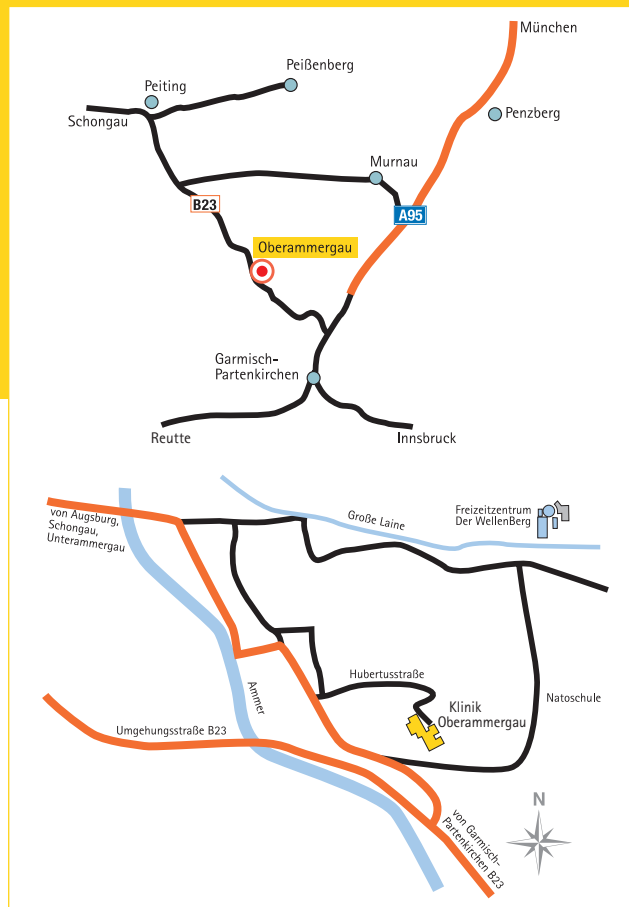 München
Peißenberg
Peiting
Penzberg
Schongau
Murnau
B23
A95
Oberammergau
Garmisch-
Partenkirchen
Reutte
Innsbruck
von Augsburg,
Schongau,
Unterammergau
Große Laine
Freizeitzentrum
Der WellenBerg
Hubertusstraße
Ammer
Klinik
Oberammergau
Natoschule
Umgehungsstraße B23
von Garmisch-
Partenkirchen B23
N